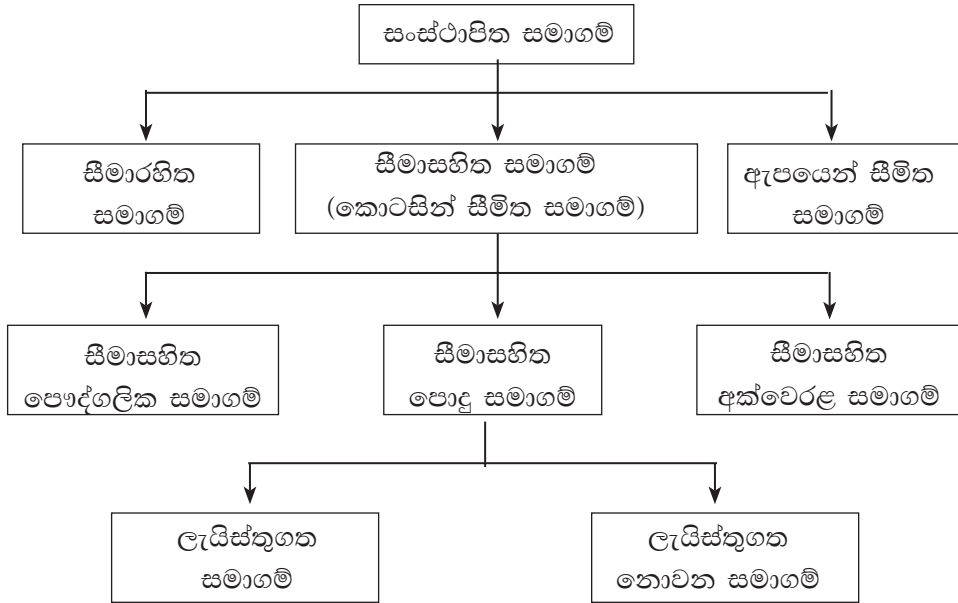 සංස්ථාපිත සමාගම්
සීමාරහිත
සමාගම්
සීමාසහිත සමාගම්
(කොටසින් සීමිත සමාගම්)
ඇපයෙන් සීමිත
සමාගම්
සීමාසහිත
පෞද්ගලික සමාගම්
සීමාසහිත
පොදු සමාගම්
සීමාසහිත
අක්වෙරළ සමාගම්
ලැයිස්තුගත
සමාගම්
ලැයිස්තුගත
නොවන සමාගම්